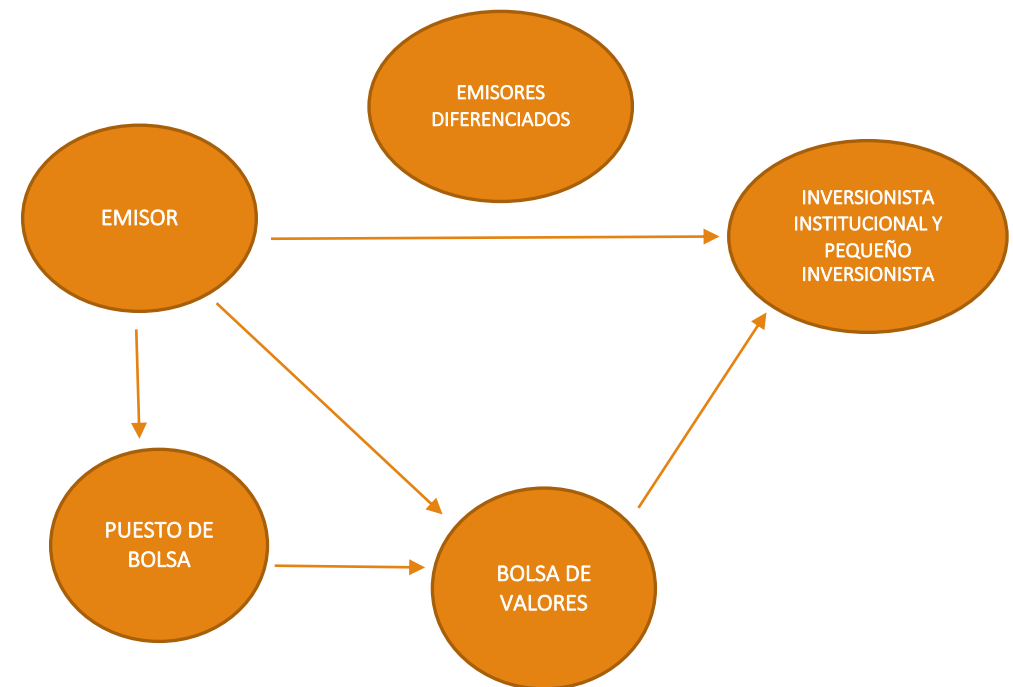 EMISORES
DIFERENCIADOS
EMISOR
INVERSIONISTA
INSTITUCIONAL Y
PEQUEÑO
INVERSIONISTA
PUESTO DE
BOLSA
BOLSA DE
VALORES